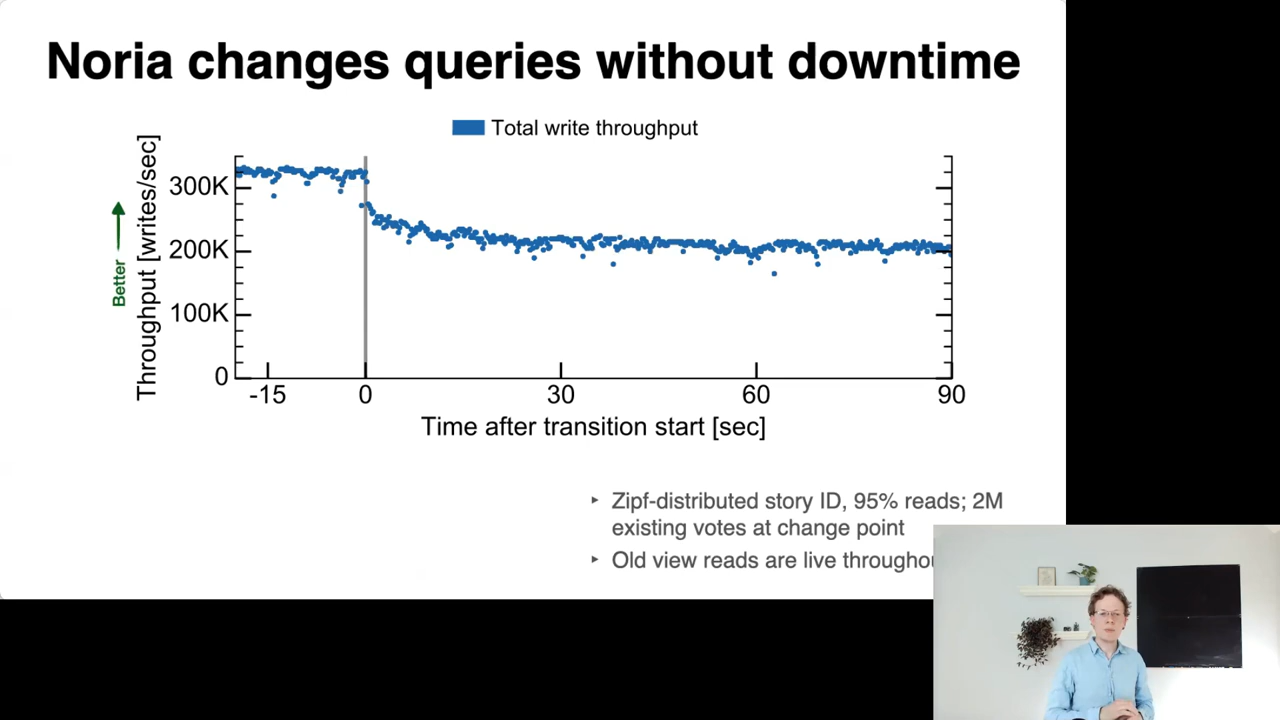 Noria changes queries without downtime
Total write throughput
Better
Throughput [writes/sec]
300K
200K
100K
0
-15 0 30 60 90
Time after transition start [sec]
‣ Zipf-distributed story ID, 95% reads; 2M
existing votes at change point
‣ Old view reads are live